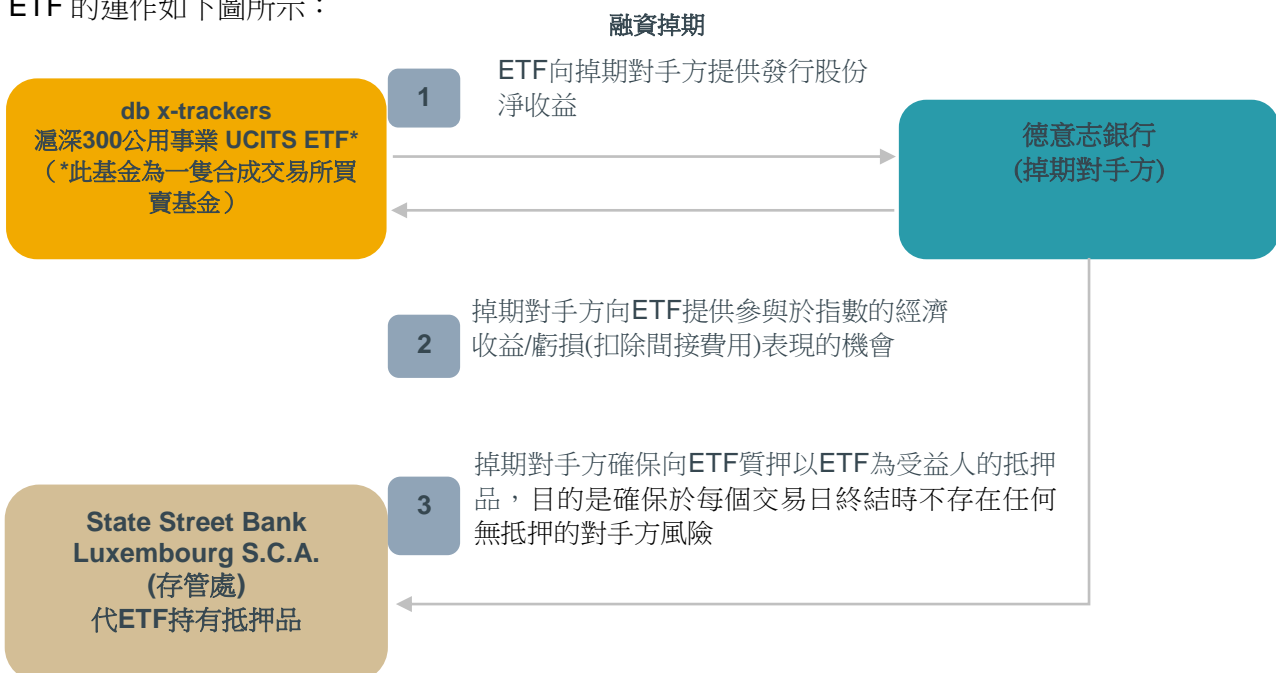 ETF 的運作如下圖所示：
融資掉期
1
ETF向掉期對手方提供發行股份
淨收益
db x-trackers
滬深300公用事業 UCITS ETF*
（*此基金為一隻合成交易所買
賣基金）
德意志銀行
(掉期對手方)
2
掉期對手方向ETF提供參與於指數的經濟
收益/虧損(扣除間接費用)表現的機會
3
掉期對手方確保向ETF質押以ETF為受益人的抵押
品，目的是確保於每個交易日終結時不存在任何
無抵押的對手方風險
State Street Bank
Luxembourg S.C.A.
(存管處)
代ETF持有抵押品